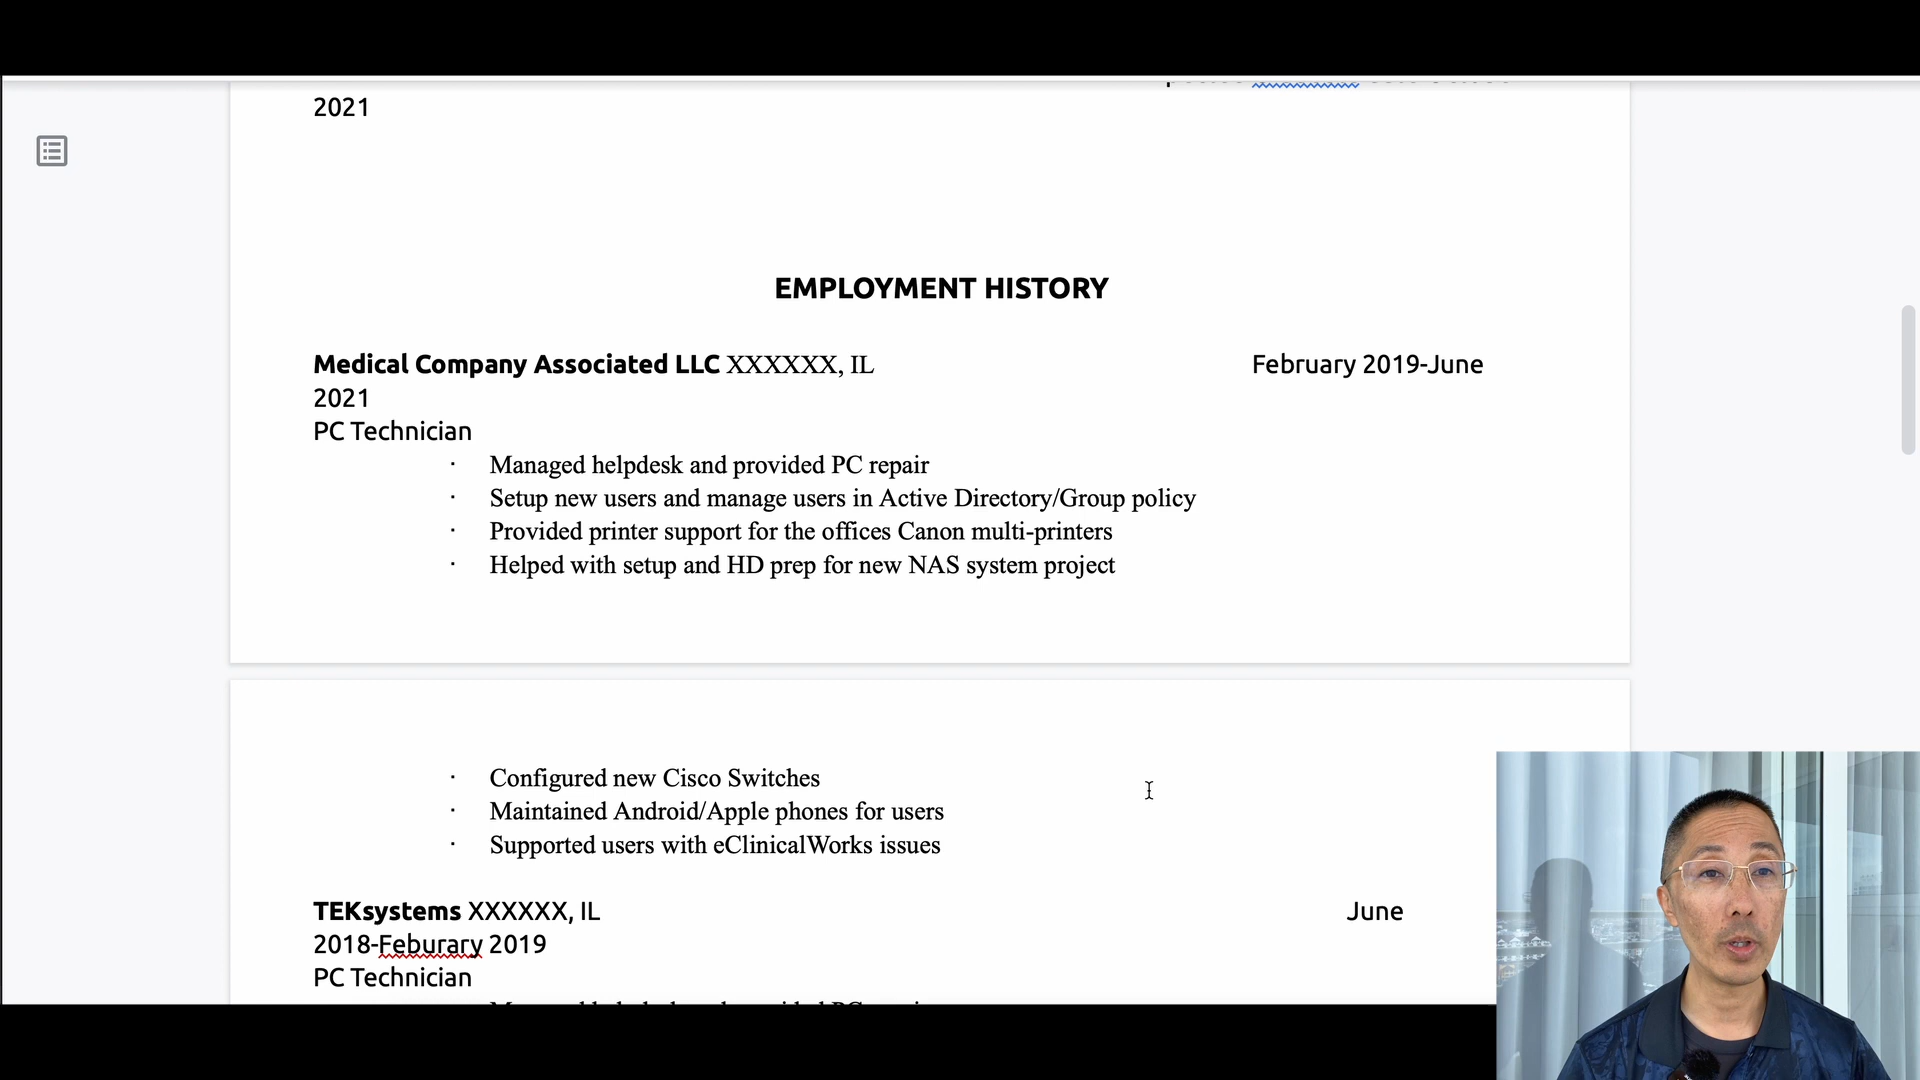 2021
EMPLOYMENT HISTORY
Medical Company Associated LLC XXXXXX, IL February 2019-June
2021
PC Technician
· Managed helpdesk and provided PC repair
· Setup new users and manage users in Active Directory/Group policy
· Provided printer support for the offices Canon multi-printers
· Helped with setup and HD prep for new NAS system project
· Configured new Cisco Switches
· Maintained Android/Apple phones for users
· Supported users with eClinicalWorks issues
TEKsystems XXXXXX, IL June
2018-Feburary 2019
PC Technician